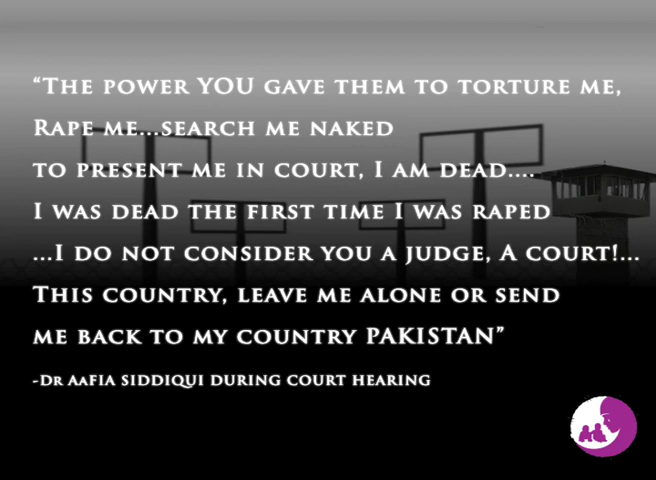 “The power YOU gave them to torture me,
Rape me...search me naked
to present me in court, I am dead....
I was dead the first time I was raped
...I do not consider you a judge, A court!...
This country, leave me alone or send
me back to my country PAKISTAN”
-Dr AaFIA SIDDIQUI DURING COURT HEARING